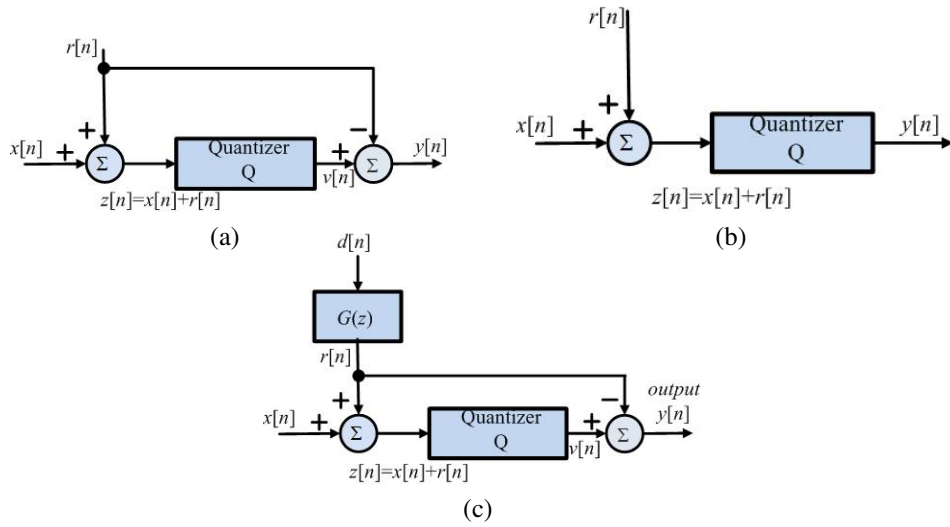 r[n]
+
−
x[n]
+
Σ
Quantizer
Q
+
v[n]
Σ
y[n]
z[n]=x[n]+r[n]
(a)
r[n]
+
x[n]
+
Σ
Quantizer
Q
y[n]
z[n]=x[n]+r[n]
(b)
d[n]
G(z)
r[n]
+
−
output
x[n]
+
Σ
Quantizer
Q
+
v[n]
Σ
y[n]
z[n]=x[n]+r[n]
(c)